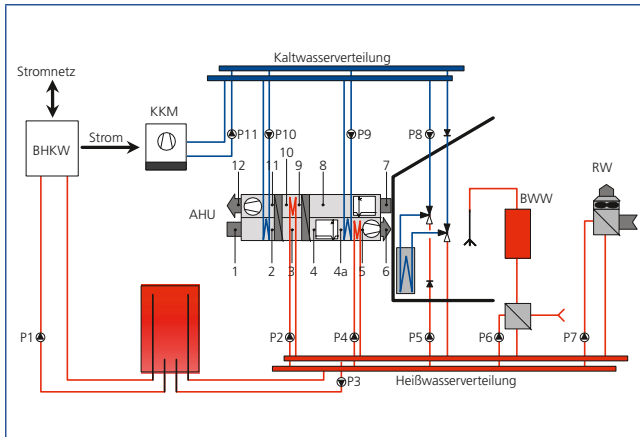 Kaltwasserverteilung
Stromnetz
KKM
BHKW
Strom
P11
P10
P9
P8
12
11
10
9
8
7
RW
AHU
BWW
1
2
3
4
4a
5
6
P1
P2
P4
P5
P6
P7
P3
Heißwasserverteilung